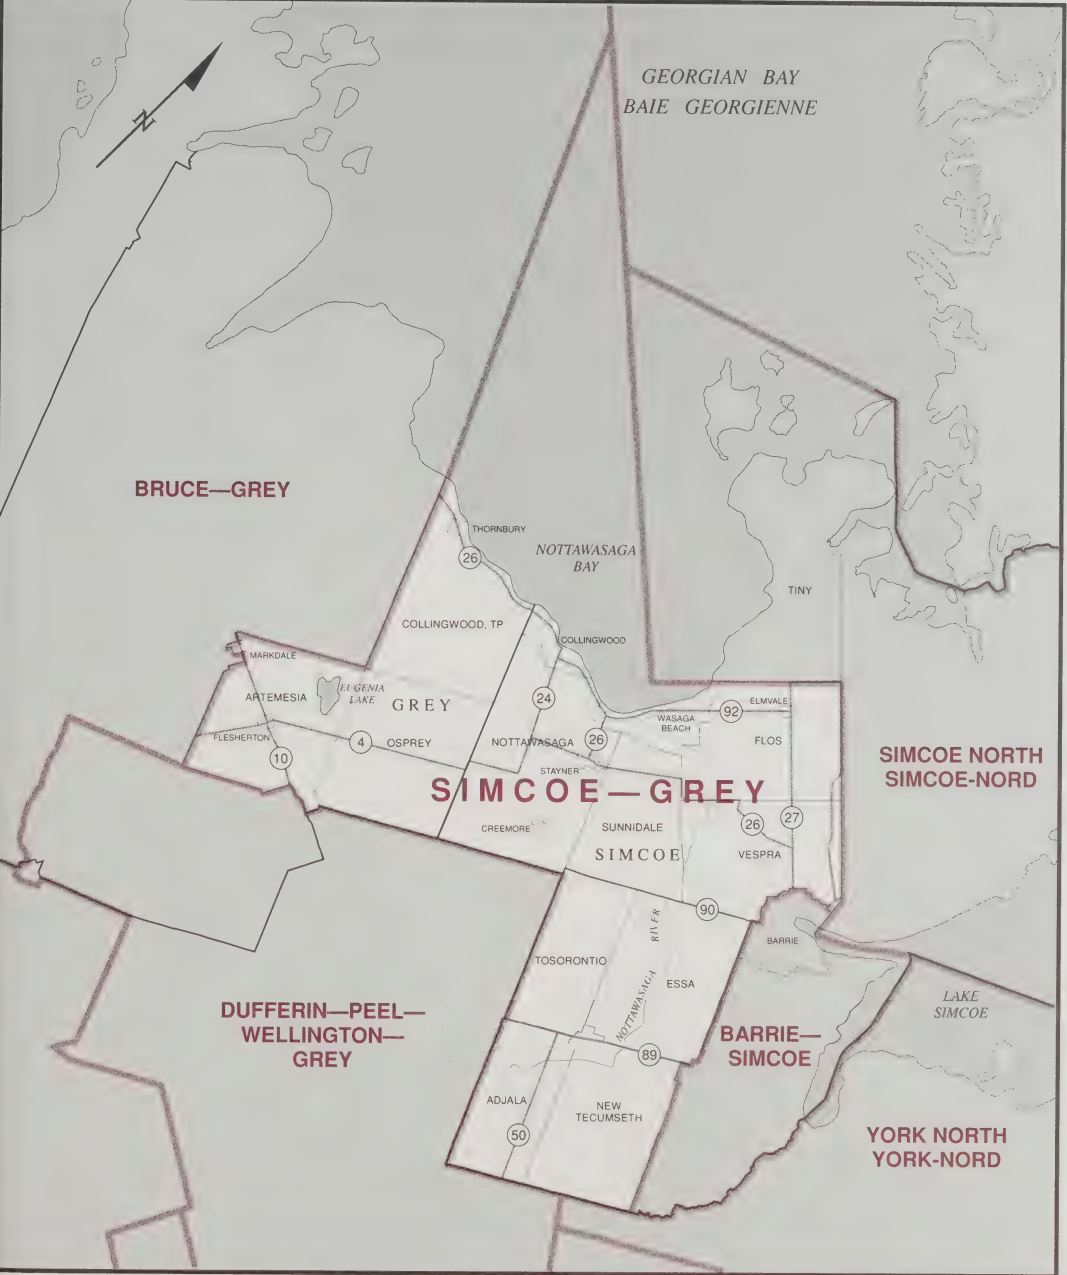 N
GEORGIAN BAY
BAIE GEORGIENNE
BRUCE—GREY
THORNBURY
26
NOTTAWASAGA
BAY
TINY
COLLINGWOOD, TP
COLLINGWOOD
MARKDALE
ARTEMESIA
EUGENIA
LAKE
GREY
24
ELMVALE
92
WASAGA
BEACH
FLESHERTON
4
OSPREY
NOTTAWASAGA
26
FLOS
10
STAYNER
SIMCOE NORTH
SIMCOE-NORD
SIMCOE—GREY
CREEMORE
SUNNIDALE
26
27
SIMCOE
VESPRA
90
RIVER
BARRIE
TOSORONTIO
ESSA
NOTTAWASAGA
LAKE
SIMCOE
DUFFERIN—PEEL—
WELLINGTON—
GREY
BARRIE—
SIMCOE
89
ADJALA
NEW
TECUMSETH
50
YORK NORTH
YORK-NORD